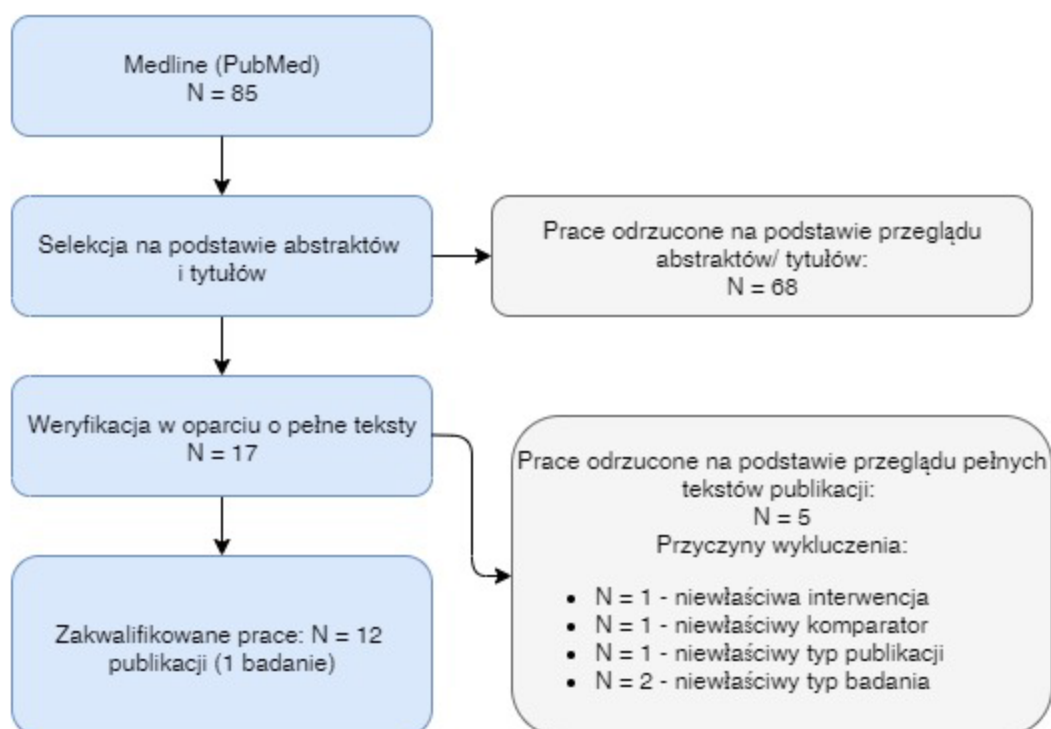 Medline (PubMed)
N = 85
Selekcja na podstawie abstraktów
i tytułów
Prace odrzucone na podstawie przeglądu
abstraktów/ tytułów:
N = 68
Weryfikacja w oparciu o pełne teksty
N = 17
Prace odrzucone na podstawie przeglądu pełnych
tekstów publikacji:
N = 5
Przyczyny wykluczenia:
• N = 1 - niewłaściwa interwencja
• N = 1 - niewłaściwy komparator
• N = 1 - niewłaściwy typ publikacji
• N = 2 - niewłaściwy typ badania
Zakwalifikowane prace: N = 12
publikacji (1 badanie)